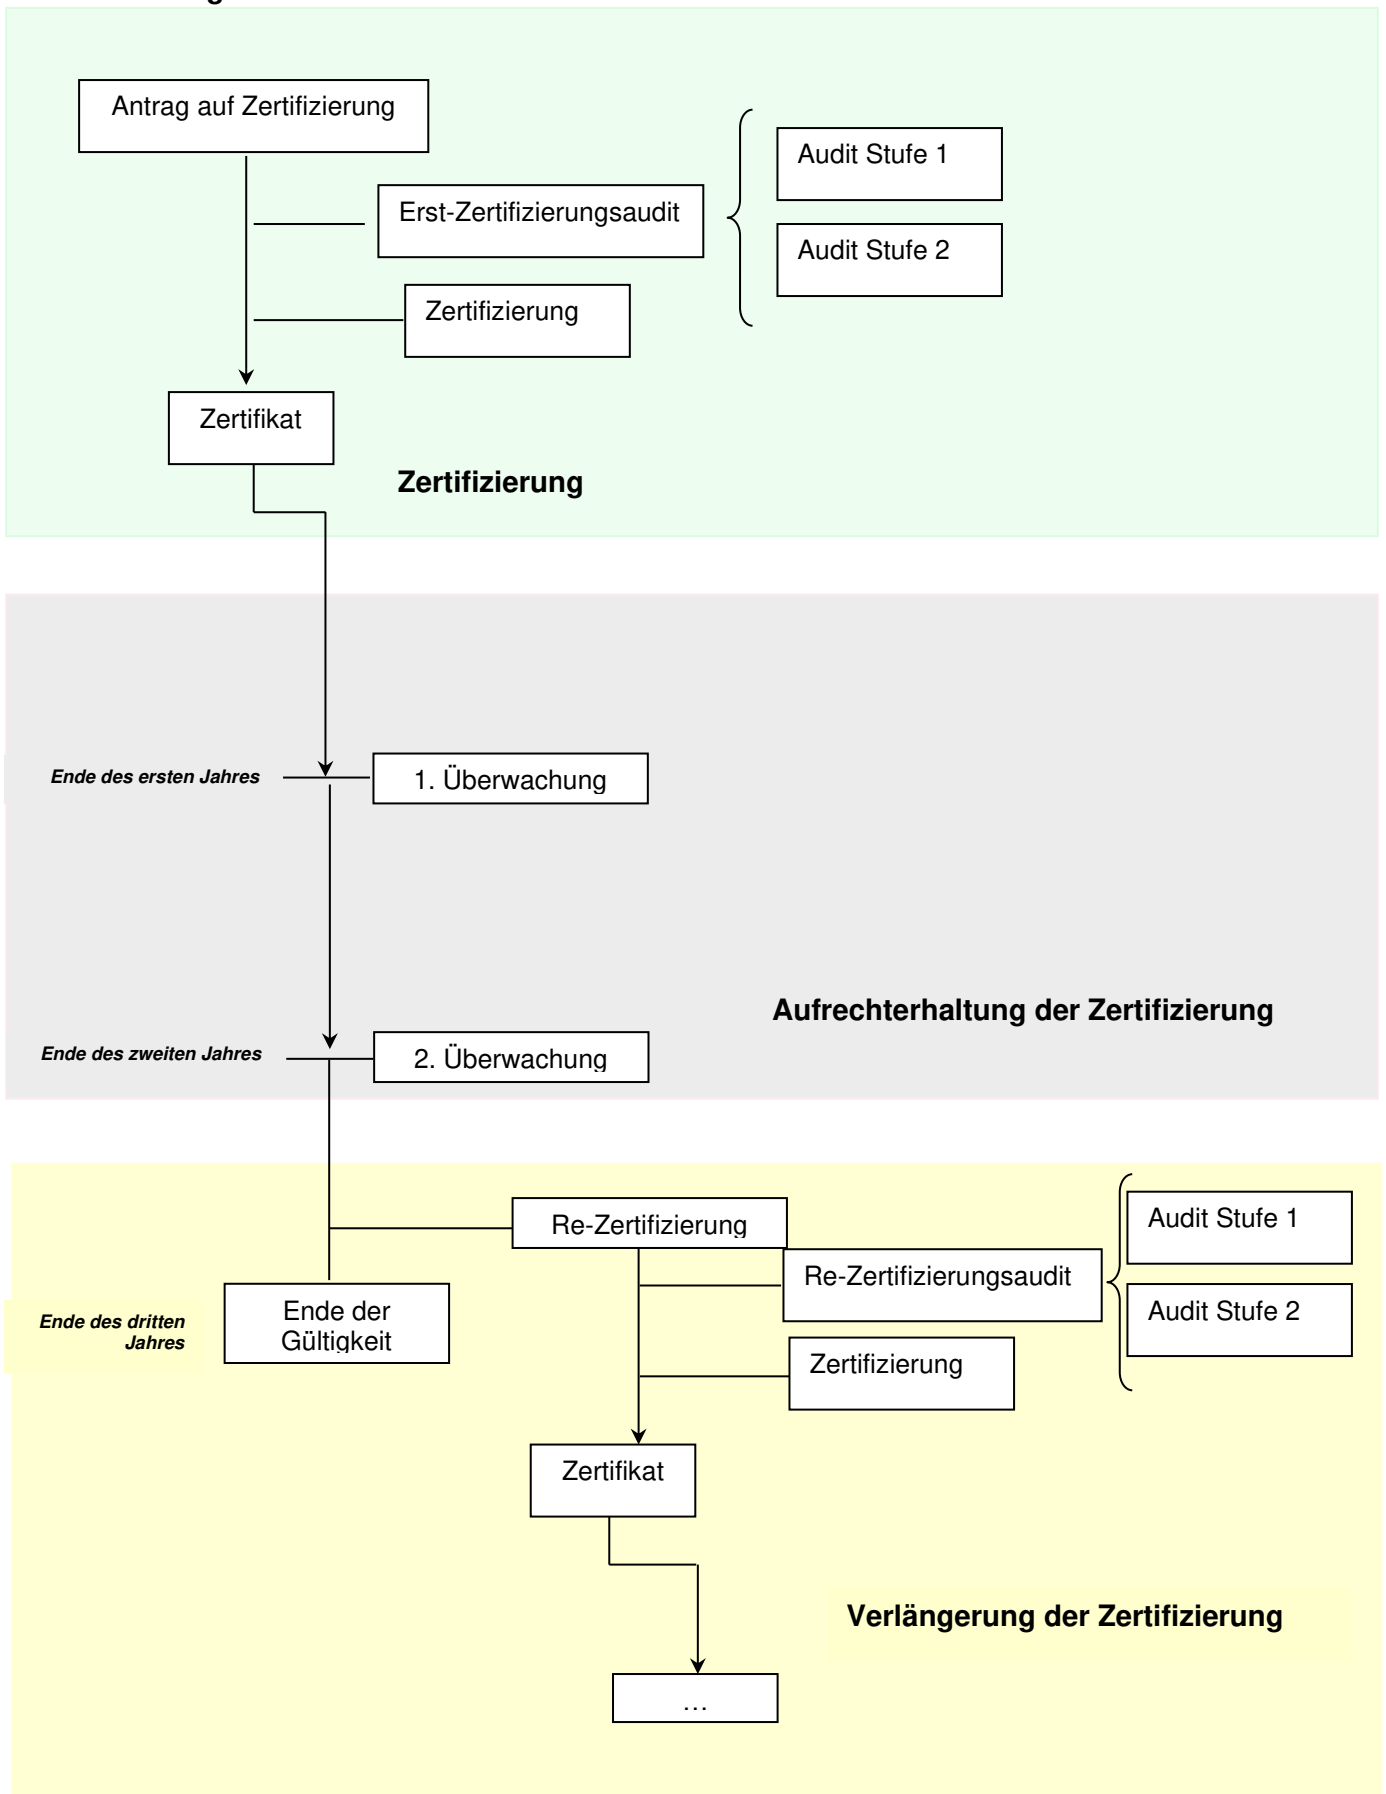 Antrag auf Zertifizierung
Audit Stufe 1
Erst-Zertifizierungsaudit
Audit Stufe 2
Zertifizierung
Zertifikat
Zertifizierung
Ende des ersten Jahres
1. Überwachung
Aufrechterhaltung der Zertifizierung
Ende des zweiten Jahres
2. Überwachung
Re-Zertifizierung
Audit Stufe 1
Re-Zertifizierungsaudit
Audit Stufe 2
Ende des dritten
Jahres
Ende der
Gültigkeit
Zertifizierung
Zertifikat
Verlängerung der Zertifizierung
…